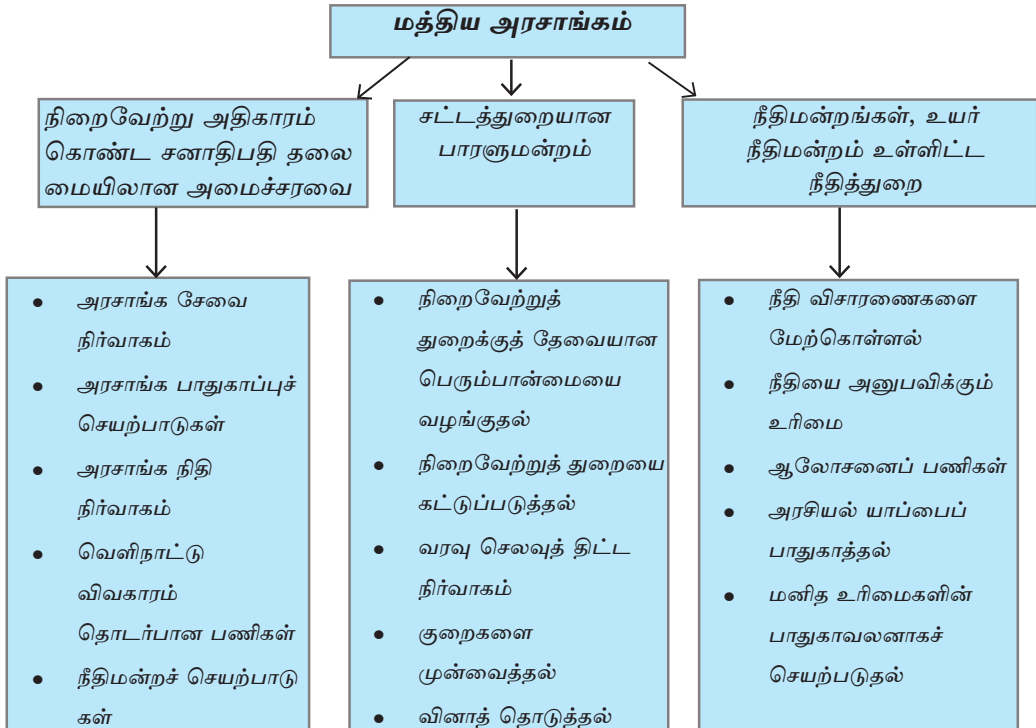 மத்திய அரசாங்கம்
நிறைவேற்று அதிகாரம்
கொண்ட சனாதிபதி தலை
மையிலான அமைச்சரவை
சட்டத்துறையான
பாரளுமன்றம்
நீதிமன்றங்கள், உயர்
நீதிமன்றம் உள்ளிட்ட
நீதித்துறை
• அரசாங்க சேவை
நிர்வாகம்
• அரசாங்க பாதுகாப்புச்
செயற்பாடுகள்
• அரசாங்க நிதி
நிர்வாகம்
• வெளிநாட்டு
விவகாரம்
தொடர்பான பணிகள்
• நீதிமன்றச் செயற்பாடு
கள்
• நிறைவேற்றுத்
துறைக்குத் தேவையான
பெரும்பான்மையை
வழங்குதல்
• நிறைவேற்றுத் துறையை
கட்டுப்படுத்தல்
• வரவு செலவுத் திட்ட
நிர்வாகம்
• குறைகளை
முன்வைத்தல்
• வினாத் தொடுத்தல்
• நீதி விசாரணைகளை
மேற்கொள்ளல்
• நீதியை அனுபவிக்கும்
உரிமை
• ஆலோசனைப் பணிகள்
• அரசியல் யாப்பைப்
பாதுகாத்தல்
• மனித உரிமைகளின்
பாதுகாவலனாகச்
செயற்படுதல்